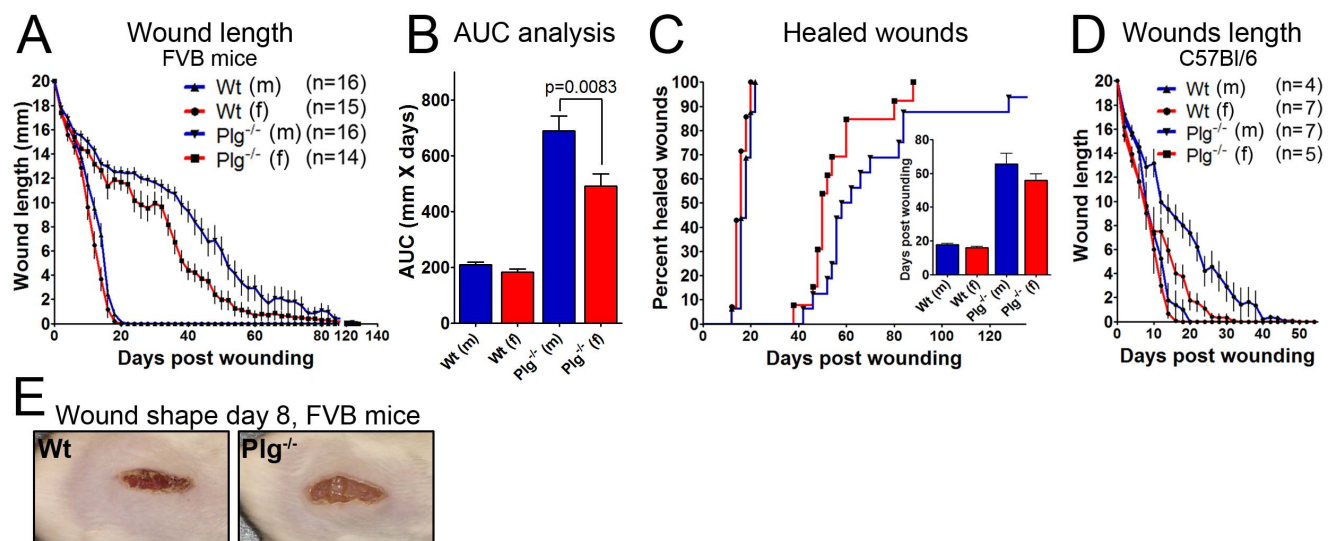 A
Wound length
FVB mice
Wt (m) (n=16)
Wt (f) (n=15)
Plg-/- (m) (n=16)
Plg-/- (f) (n=14)
Wound length (mm)
20
18
16
14
12
10
8
6
4
2
0
0 20 40 60 80 120 140
Days post wounding
B
AUC analysis
p=0.0083
AUC (mm X days)
800
600
400
200
0
Wt (m) Wt (f) Plg-/- (m) Plg-/- (f)
C
Healed wounds
Percent healed wounds
100
90
80
70
60
50
40
30
20
10
0
0 20 40 60 80 100 120
Days post wounding
Days post wounding
80
60
40
20
0
Wt (m) Wt (f) Plg-/- (m) Plg-/- (f)
D
Wounds length
C57Bl/6
Wt (m) (n=4)
Wt (f) (n=7)
Plg-/- (m) (n=7)
Plg-/- (f) (n=5)
Wound length
20
18
16
14
12
10
8
6
4
2
0
0 10 20 30 40 50
Days post wounding
E
Wound shape day 8, FVB mice
Wt
Plg-/-